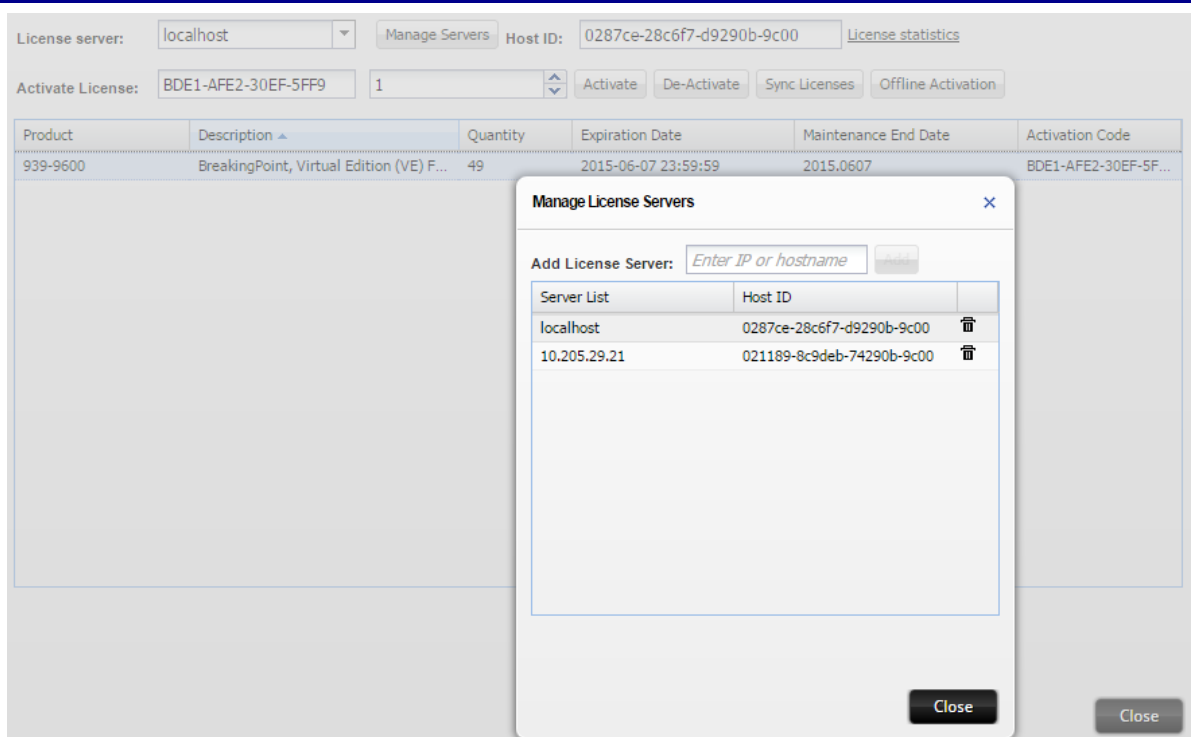 License server: localhost Manage Servers Host ID: 0287ce-28c6f7-d9290b-9c00 License statistics
Activate License: BDE1-AFE2-30EF-5FF9 1 Activate De-Activate Sync Licenses Offline Activation
Product Description Quantity Expiration Date Maintenance End Date Activation Code
939-9600 BreakingPoint, Virtual Edition (VE) F... 49 2015-06-07 23:59:59 2015.0607 BDE1-AFE2-30EF-5F...
Manage License Servers
Add License Server: Enter IP or hostname Add
Server List Host ID
localhost 0287ce-28c6f7-d9290b-9c00
10.205.29.21 021189-8c9deb-74290b-9c00
Close
Close